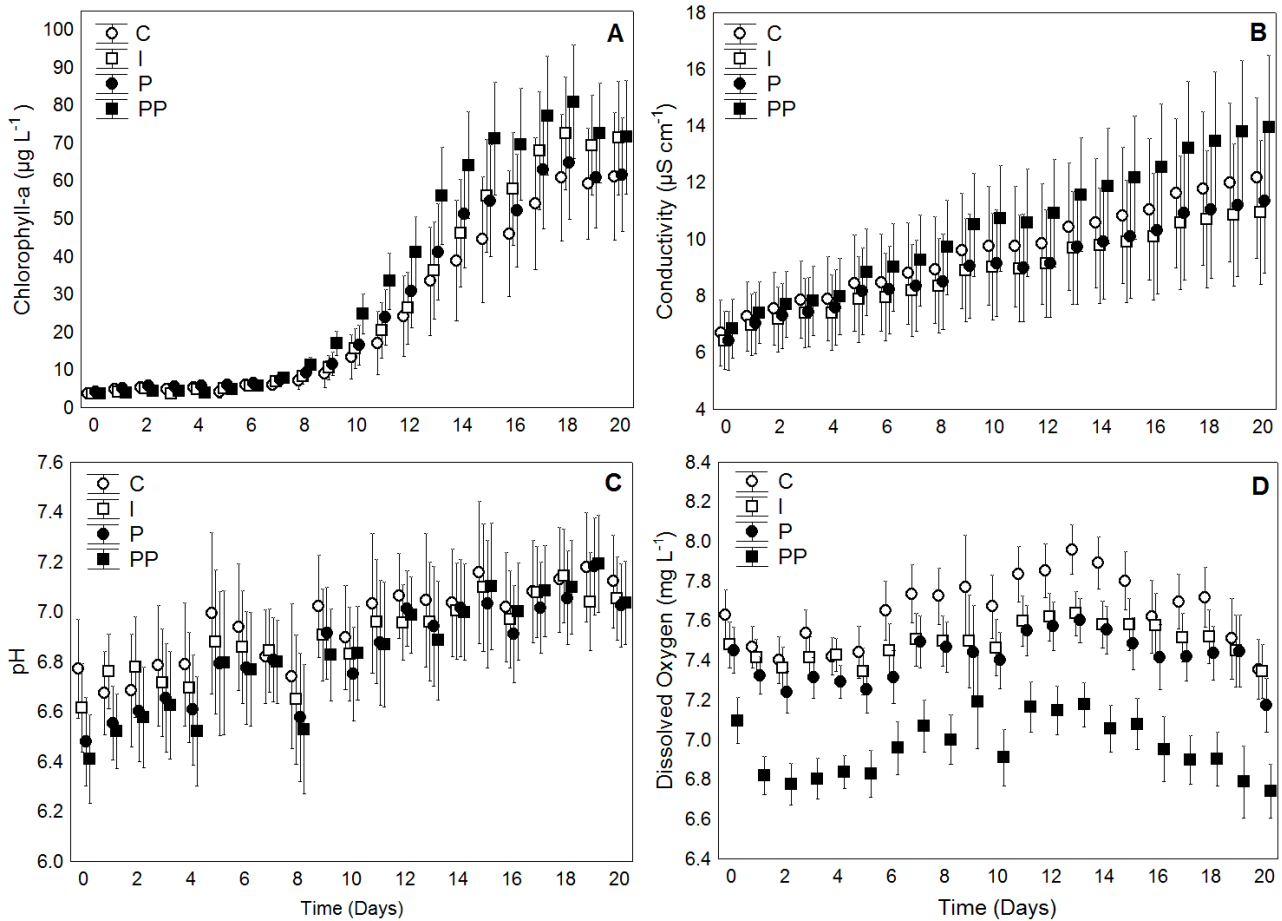 A
C
I
P
PP
Chlorophyll-a (µg L⁻¹)
100
90
80
70
60
50
40
30
20
10
0
0 2 4 6 8 10 12 14 16 18 20
B
C
I
P
PP
Conductivity (µS cm⁻¹)
18
16
14
12
10
8
6
4
0 2 4 6 8 10 12 14 16 18 20
C
C
I
P
PP
pH
7.6
7.4
7.2
7.0
6.8
6.6
6.4
6.2
6.0
0 2 4 6 8 10 12 14 16 18 20
Time (Days)
D
C
I
P
PP
Dissolved Oxygen (mg L⁻¹)
8.4
8.2
8.0
7.8
7.6
7.4
7.2
7.0
6.8
6.6
6.4
0 2 4 6 8 10 12 14 16 18 20
Time (Days)